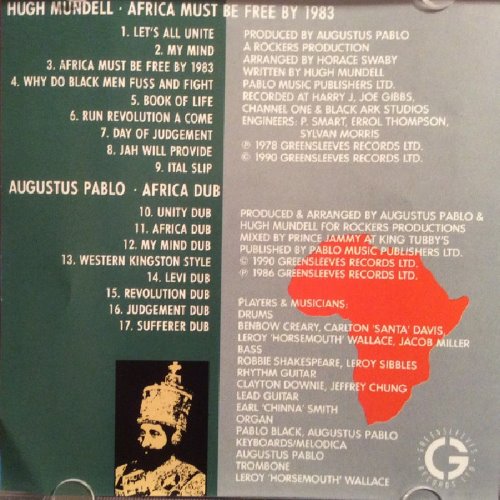 HUGH MUNDELL · AFRICA MUST BE FREE BY 1983
1. LET'S ALL UNITE
2. MY MIND
3. AFRICA MUST BE FREE BY 1983
4. WHY DO BLACK MEN FUSS AND FIGHT
5. BOOK OF LIFE
6. RUN REVOLUTION A COME
7. DAY OF JUDGEMENT
8. JAH WILL PROVIDE
9. ITAL SLIP
AUGUSTUS PABLO · AFRICA DUB
10. UNITY DUB
11. AFRICA DUB
12. MY MIND DUB
13. WESTERN KINGSTON STYLE
14. LEVI DUB
15. REVOLUTION DUB
16. JUDGEMENT DUB
17. SUFFERER DUB
PRODUCED BY AUGUSTUS PABLO
A ROCKERS PRODUCTION
ARRANGED BY HORACE SWABY
WRITTEN BY HUGH MUNDELL
PABLO MUSIC PUBLISHERS LTD.
RECORDED AT HARRY J, JOE GIBBS,
CHANNEL ONE & BLACK ARK STUDIOS
ENGINEERS: P. SMART, ERROL THOMPSON,
SYLVAN MORRIS
℗ 1978 GREENSLEEVES RECORDS LTD.
© 1990 GREENSLEEVES RECORDS LTD.
PRODUCED & ARRANGED BY AUGUSTUS PABLO &
HUGH MUNDELL FOR ROCKERS PRODUCTIONS
MIXED BY PRINCE JAMMY AT KING TUBBY'S
PUBLISHED BY PABLO MUSIC PUBLISHERS LTD.
© 1990 GREENSLEEVES RECORDS LTD.
℗ 1986 GREENSLEEVES RECORDS LTD.
PLAYERS & MUSICIANS:
DRUMS
BENBOW CREARY, CARLTON 'SANTA' DAVIS,
LEROY 'HORSEMOUTH' WALLACE, JACOB MILLER
BASS
ROBBIE SHAKESPEARE, LEROY SIBBLES
RHYTHM GUITAR
CLAYTON DOWNIE, JEFFREY CHUNG
LEAD GUITAR
EARL 'CHINNA' SMITH
ORGAN
PABLO BLACK, AUGUSTUS PABLO
KEYBOARDS/MELODICA
AUGUSTUS PABLO
TROMBONE
LEROY 'HORSEMOUTH' WALLACE
GREENSLEEVES
RECORDS LTD
G